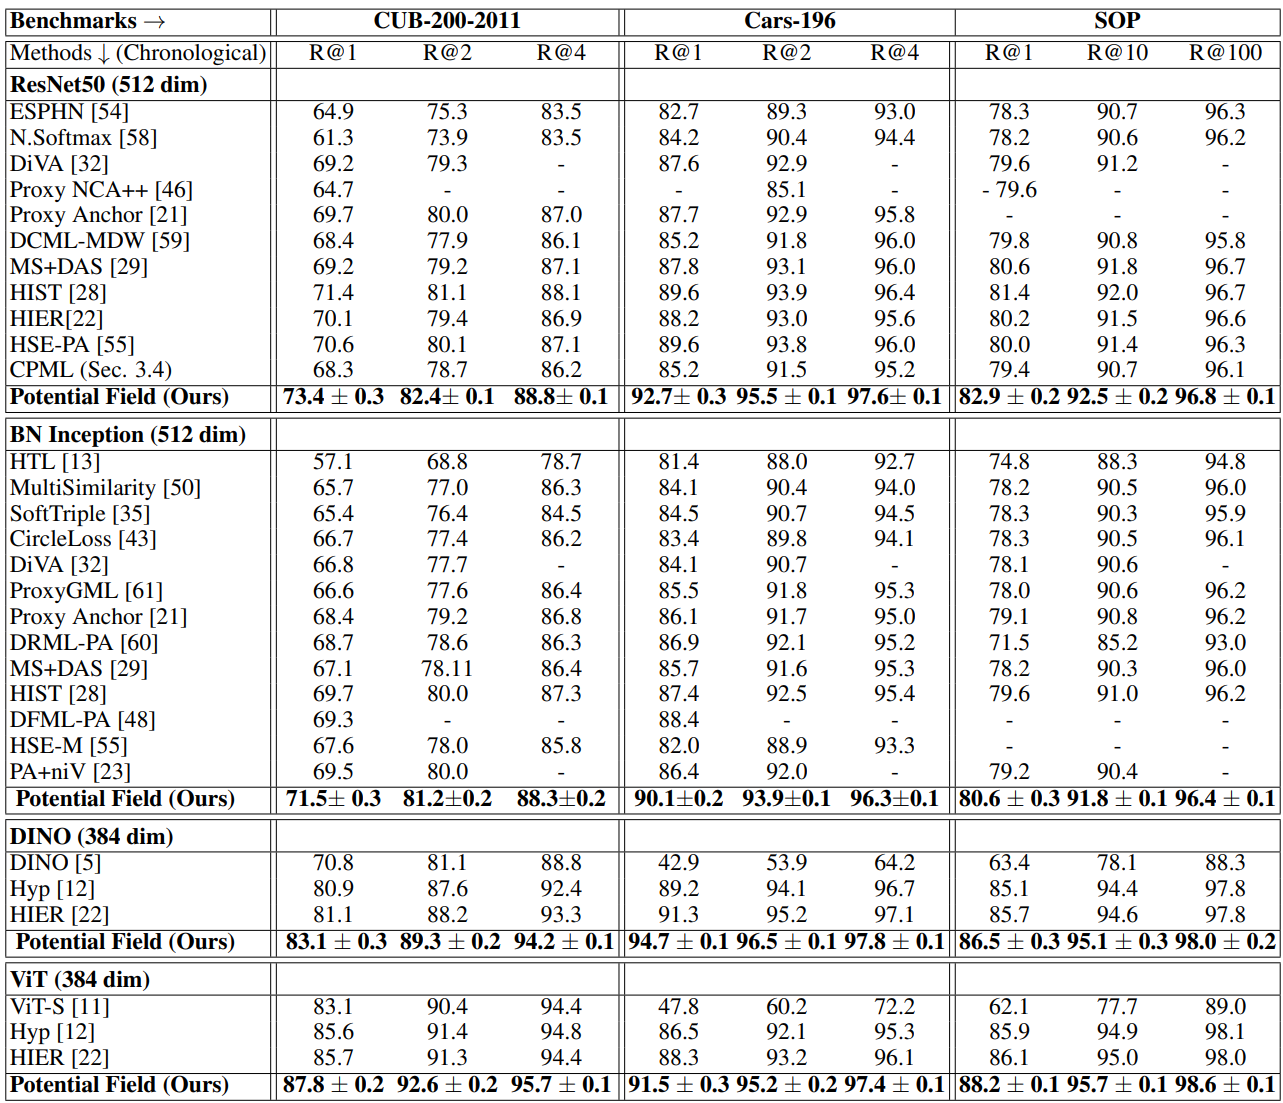 Benchmarks → CUB-200-2011 Cars-196 SOP
Methods ↓ (Chronological) R@1 R@2 R@4 R@1 R@2 R@4 R@1 R@10 R@100
ResNet50 (512 dim)
ESPHN [54] 64.9 75.3 83.5 82.7 89.3 93.0 78.3 90.7 96.3
N.Softmax [58] 61.3 73.9 83.5 84.2 90.4 94.4 78.2 90.6 96.2
DiVA [32] 69.2 79.3 - 87.6 92.9 - 79.6 91.2 -
Proxy NCA++ [46] 64.7 - - - 85.1 - - 79.6 - -
Proxy Anchor [21] 69.7 80.0 87.0 87.7 92.9 95.8 - - -
DCML-MDW [59] 68.4 77.9 86.1 85.2 91.8 96.0 79.8 90.8 95.8
MS+DAS [29] 69.2 79.2 87.1 87.8 93.1 96.0 80.6 91.8 96.7
HIST [28] 71.4 81.1 88.1 89.6 93.9 96.4 81.4 92.0 96.7
HIER[22] 70.1 79.4 86.9 88.2 93.0 95.6 80.2 91.5 96.6
HSE-PA [55] 70.6 80.1 87.1 89.6 93.8 96.0 80.0 91.4 96.3
CPML (Sec. 3.4) 68.3 78.7 86.2 85.2 91.5 95.2 79.4 90.7 96.1
Potential Field (Ours) 73.4 ± 0.3 82.4± 0.1 88.8± 0.1 92.7± 0.3 95.5 ± 0.1 97.6± 0.1 82.9 ± 0.2 92.5 ± 0.2 96.8 ± 0.1
BN Inception (512 dim)
HTL [13] 57.1 68.8 78.7 81.4 88.0 92.7 74.8 88.3 94.8
MultiSimilarity [50] 65.7 77.0 86.3 84.1 90.4 94.0 78.2 90.5 96.0
SoftTriple [35] 65.4 76.4 84.5 84.5 90.7 94.5 78.3 90.3 95.9
CircleLoss [43] 66.7 77.4 86.2 83.4 89.8 94.1 78.3 90.5 96.1
DiVA [32] 66.8 77.7 - 84.1 90.7 - 78.1 90.6 -
ProxyGML [61] 66.6 77.6 86.4 85.5 91.8 95.3 78.0 90.6 96.2
Proxy Anchor [21] 68.4 79.2 86.8 86.1 91.7 95.0 79.1 90.8 96.2
DRML-PA [60] 68.7 78.6 86.3 86.9 92.1 95.2 71.5 85.2 93.0
MS+DAS [29] 67.1 78.11 86.4 85.7 91.6 95.3 78.2 90.3 96.0
HIST [28] 69.7 80.0 87.3 87.4 92.5 95.4 79.6 91.0 96.2
DFML-PA [48] 69.3 - - 88.4 - - - - -
HSE-M [55] 67.6 78.0 85.8 82.0 88.9 93.3 - - -
PA+niV [23] 69.5 80.0 - 86.4 92.0 - 79.2 90.4 -
Potential Field (Ours) 71.5± 0.3 81.2±0.2 88.3±0.2 90.1±0.2 93.9±0.1 96.3±0.1 80.6 ± 0.3 91.8 ± 0.1 96.4 ± 0.1
DINO (384 dim)
DINO [5] 70.8 81.1 88.8 42.9 53.9 64.2 63.4 78.1 88.3
Hyp [12] 80.9 87.6 92.4 89.2 94.1 96.7 85.1 94.4 97.8
HIER [22] 81.1 88.2 93.3 91.3 95.2 97.1 85.7 94.6 97.8
Potential Field (Ours) 83.1 ± 0.3 89.3 ± 0.2 94.2 ± 0.1 94.7 ± 0.1 96.5 ± 0.1 97.8 ± 0.1 86.5 ± 0.3 95.1 ± 0.3 98.0 ± 0.2
ViT (384 dim)
ViT-S [11] 83.1 90.4 94.4 47.8 60.2 72.2 62.1 77.7 89.0
Hyp [12] 85.6 91.4 94.8 86.5 92.1 95.3 85.9 94.9 98.1
HIER [22] 85.7 91.3 94.4 88.3 93.2 96.1 86.1 95.0 98.0
Potential Field (Ours) 87.8 ± 0.2 92.6 ± 0.2 95.7 ± 0.1 91.5 ± 0.3 95.2 ± 0.2 97.4 ± 0.1 88.2 ± 0.1 95.7 ± 0.1 98.6 ± 0.1